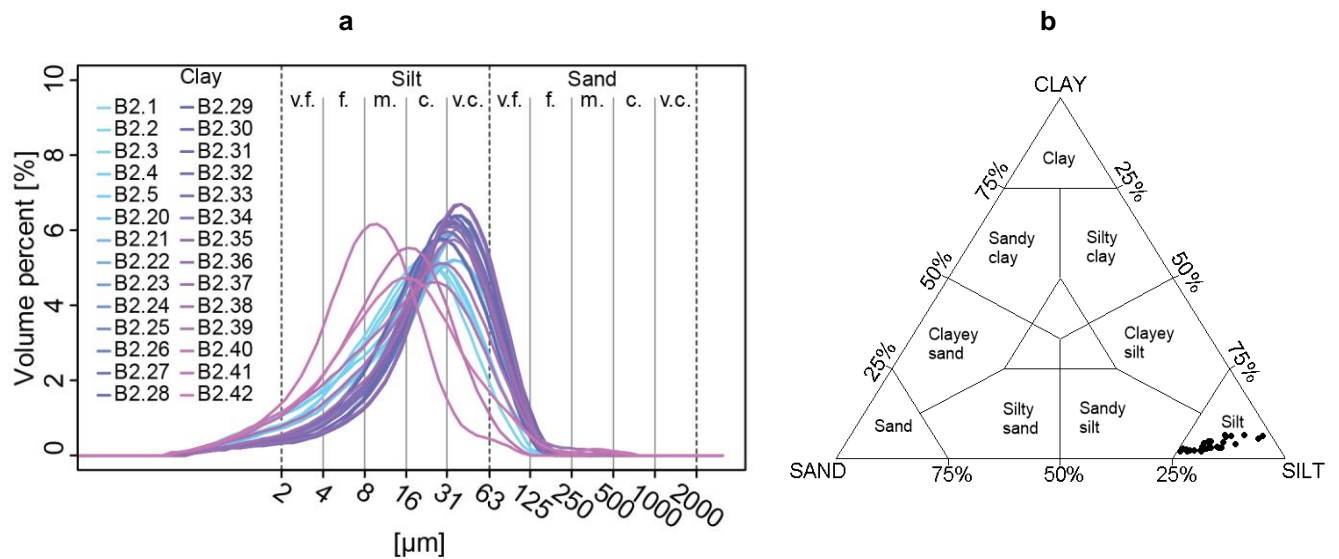 a
b
Clay Silt Sand
v.f. f. m. c. v.c. v.f. f. m. c. v.c.
B2.1 B2.29
B2.2 B2.30
B2.3 B2.31
B2.4 B2.32
B2.5 B2.33
B2.20 B2.34
B2.21 B2.35
B2.22 B2.36
B2.23 B2.37
B2.24 B2.38
B2.25 B2.39
B2.26 B2.40
B2.27 B2.41
B2.28 B2.42
Volume percent [%]
10
8
6
4
2
0
2 4 8 16 31 63 125 250 500 1000 2000
[µm]
CLAY
Clay
75% 25%
Sandy
clay
Silty
clay
50% 50%
Clayey
sand
Clayey
silt
25% 75%
Sand
Silty
sand
Sandy
silt
Silt
SAND 75% 50% 25% SILT